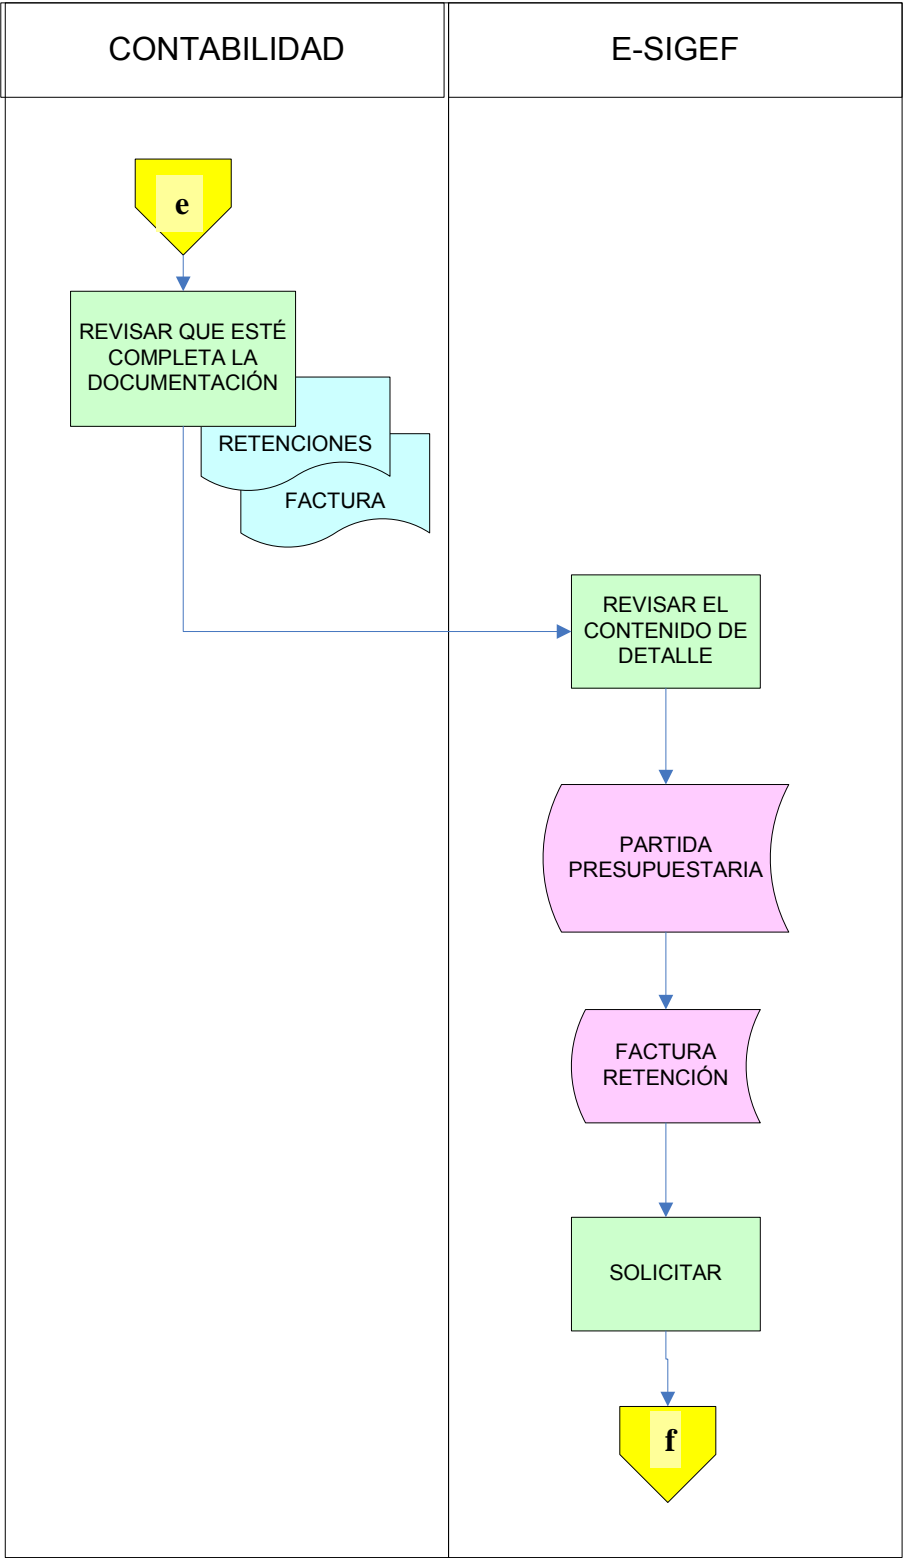 CONTABILIDAD
E-SIGEF
e
REVISAR QUE ESTÉ
COMPLETA LA
DOCUMENTACIÓN
RETENCIONES
FACTURA
REVISAR EL
CONTENIDO DE
DETALLE
PARTIDA
PRESUPUESTARIA
FACTURA
RETENCIÓN
SOLICITAR
f